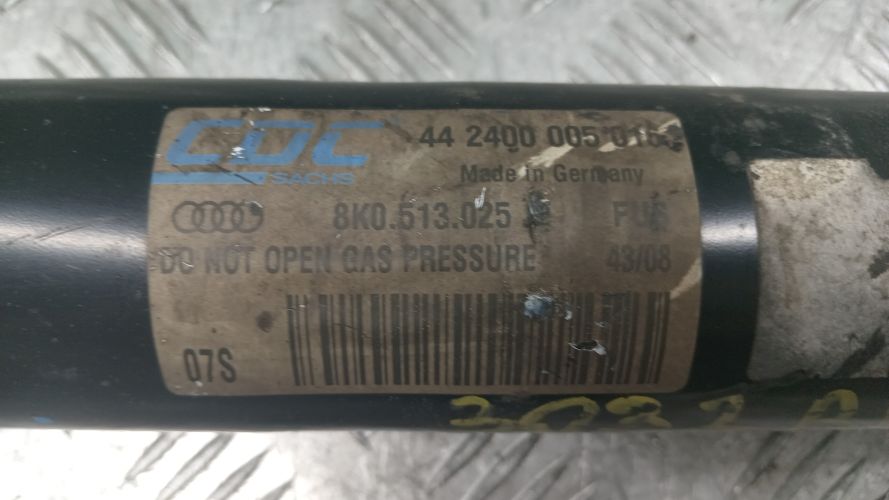 CDC 44 2400 005
SACHS Made in Germany
8K0.513.025
DO NOT OPEN GAS PRESSURE 43/08
07S